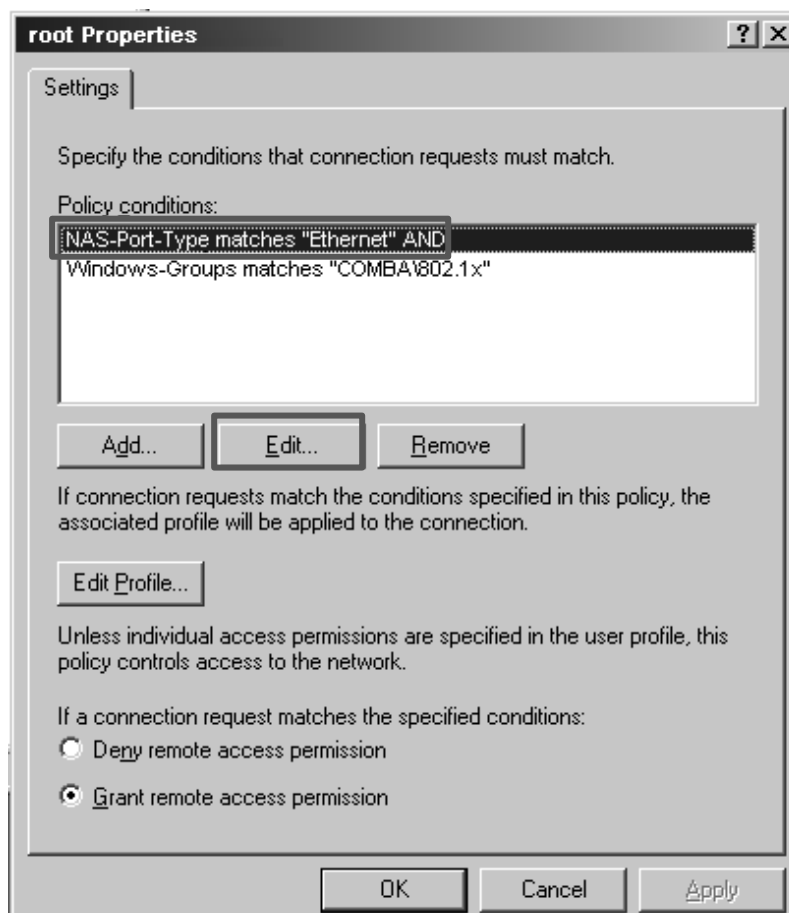 root Properties
Settings
Specify the conditions that connection requests must match.
Policy conditions:
NAS-Port-Type matches "Ethernet" AND
Windows-Groups matches "COMBA\802.1x"
Add... Edit... Remove
If connection requests match the conditions specified in this policy, the
associated profile will be applied to the connection.
Edit Profile...
Unless individual access permissions are specified in the user profile, this
policy controls access to the network.
If a connection request matches the specified conditions:
Deny remote access permission
Grant remote access permission
OK Cancel Apply